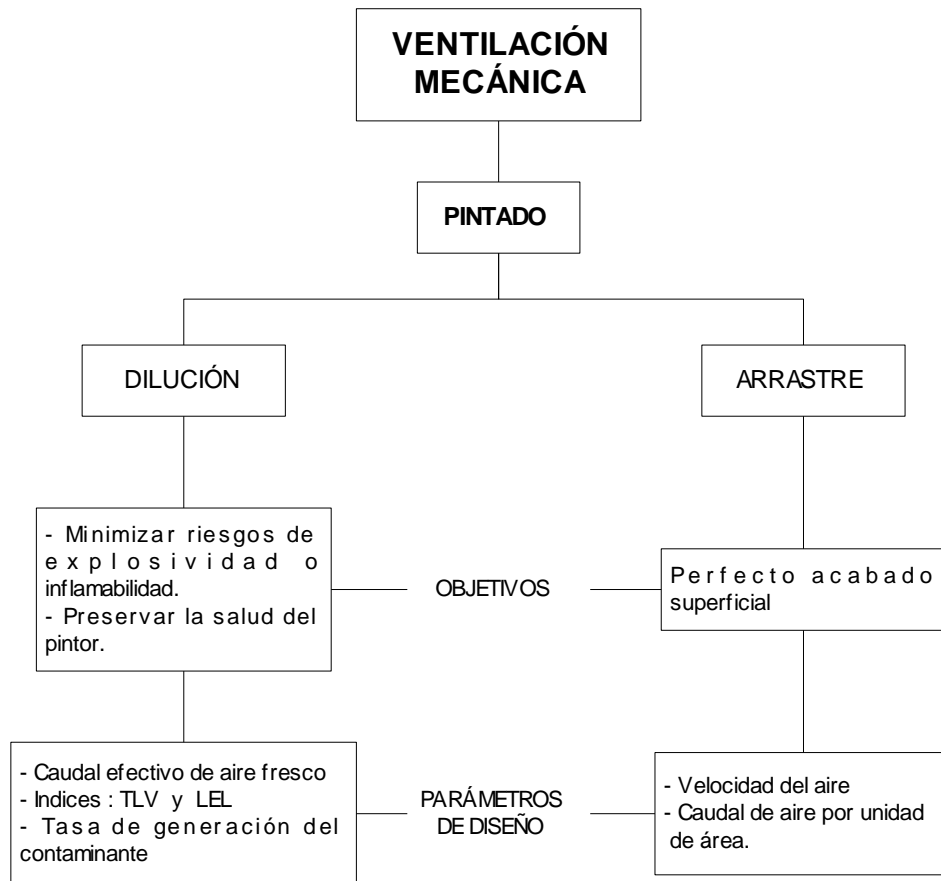 VENTILACIÓN
MECÁNICA
PINTADO
DILUCIÓN
ARRASTRE
- Minimizar riesgos de
explosividad o
inflamabilidad.
- Preservar la salud del
pintor.
OBJETIVOS
Perfecto acabado
superficial
- Caudal efectivo de aire fresco
- Indices : TLV y LEL
- Tasa de generación del
contaminante
PARÁMETROS
DE DISEÑO
- Velocidad del aire
- Caudal de aire por unidad
de área.